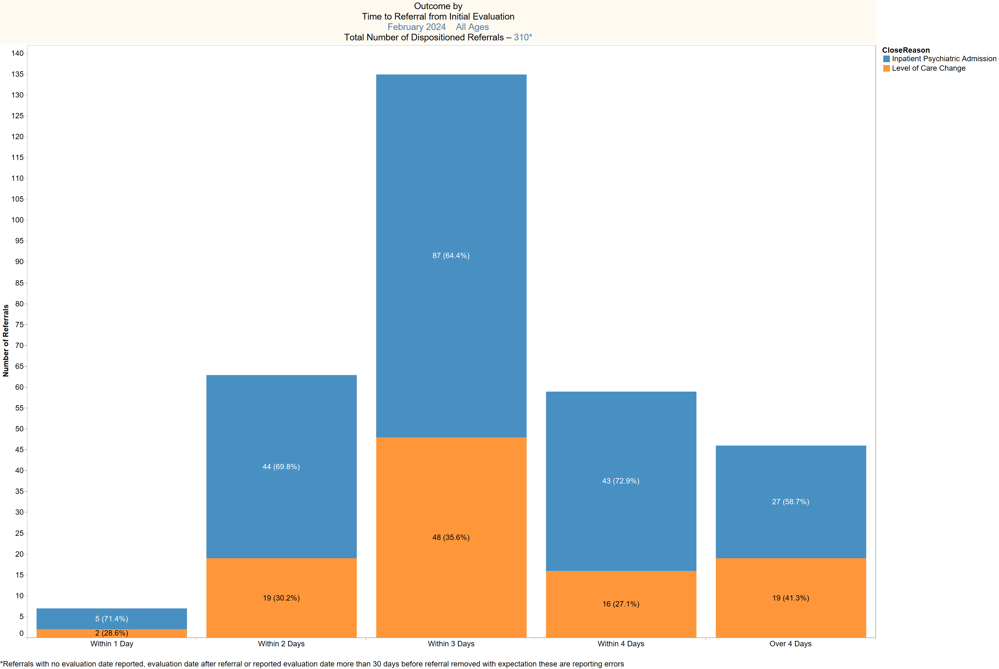 Outcome by
Time to Referral from Initial Evaluation
February 2024 All Ages
Total Number of Dispositioned Referrals – 310*
CloseReason
Inpatient Psychiatric Admission
Level of Care Change
Number of Referrals
140
135
130
125
120
115
110
105
100
95
90
85
80
75
70
65
60
55
50
45
40
35
30
25
20
15
10
5
0
5 (71.4%)
2 (28.6%)
44 (69.8%)
19 (30.2%)
87 (64.4%)
48 (35.6%)
43 (72.9%)
16 (27.1%)
27 (58.7%)
19 (41.3%)
Within 1 Day
Within 2 Days
Within 3 Days
Within 4 Days
Over 4 Days
*Referrals with no evaluation date reported, evaluation date after referral or reported evaluation date more than 30 days before referral removed with expectation these are reporting errors